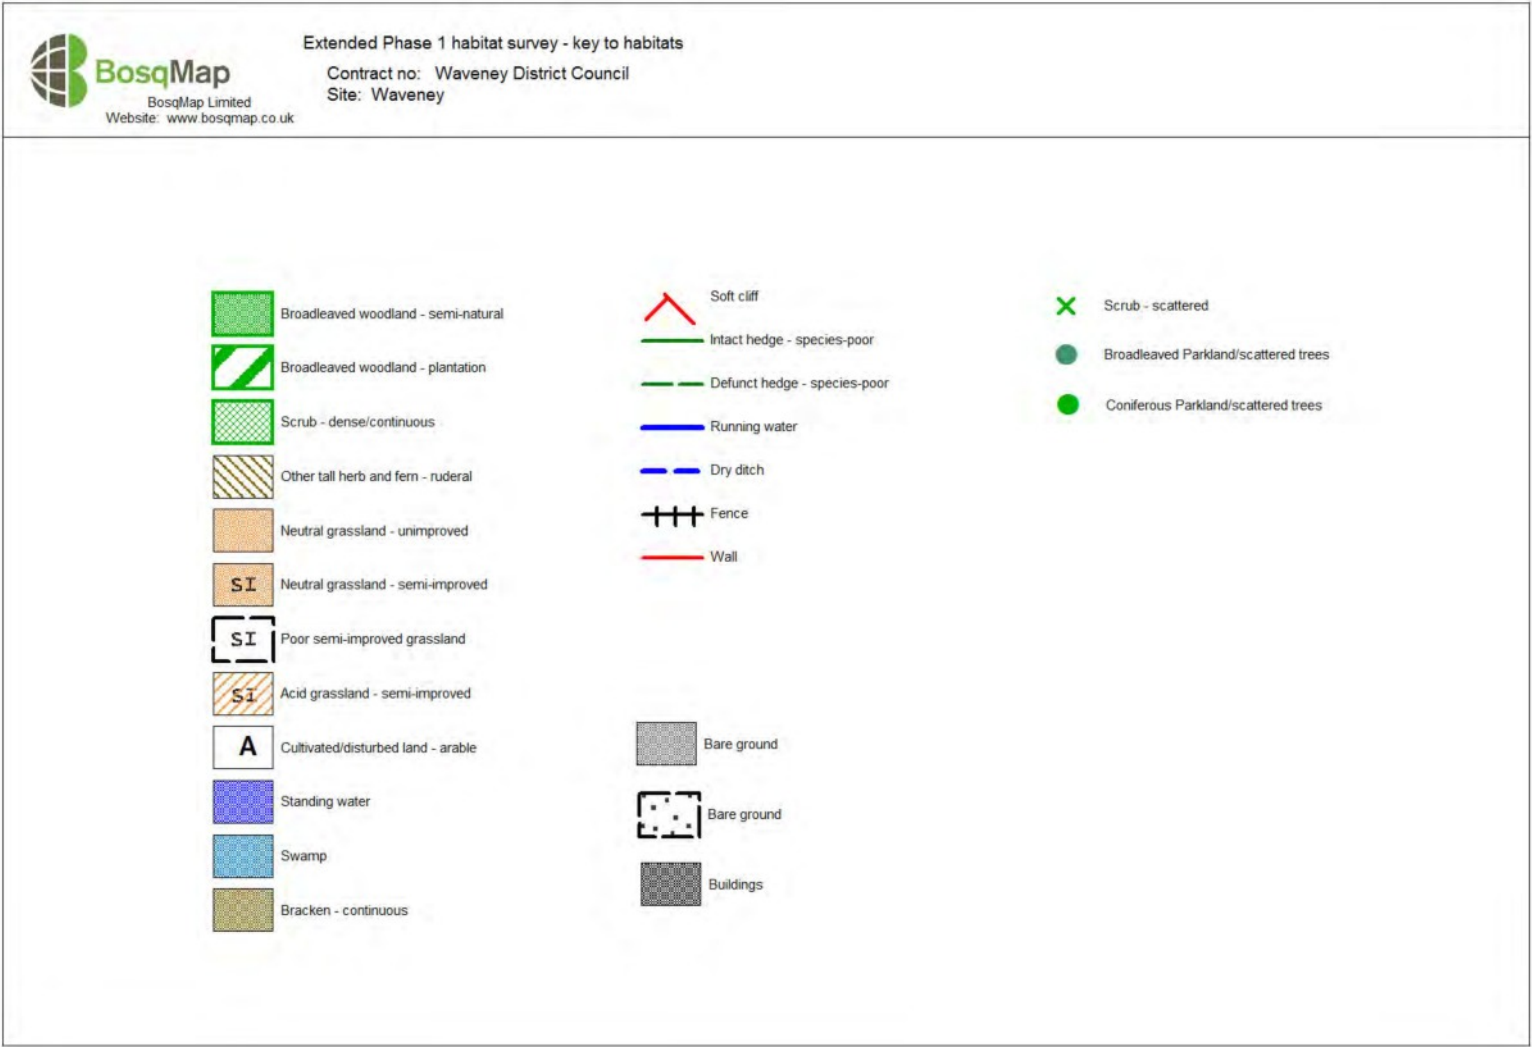 BosqMap
BosqMap Limited
Website: www.bosqmap.co.uk
Extended Phase 1 habitat survey - key to habitats
Contract no: Waveney District Council
Site: Waveney
Broadleaved woodland - semi-natural
Broadleaved woodland - plantation
Scrub - dense/continuous
Other tall herb and fern - ruderal
Neutral grassland - unimproved
SI Neutral grassland - semi-improved
SI Poor semi-improved grassland
SI Acid grassland - semi-improved
A Cultivated/disturbed land - arable
Standing water
Swamp
Bracken - continuous
Soft cliff
Intact hedge - species-poor
Defunct hedge - species-poor
Running water
Dry ditch
Fence
Wall
Bare ground
Bare ground
Buildings
Scrub - scattered
Broadleaved Parkland/scattered trees
Coniferous Parkland/scattered trees